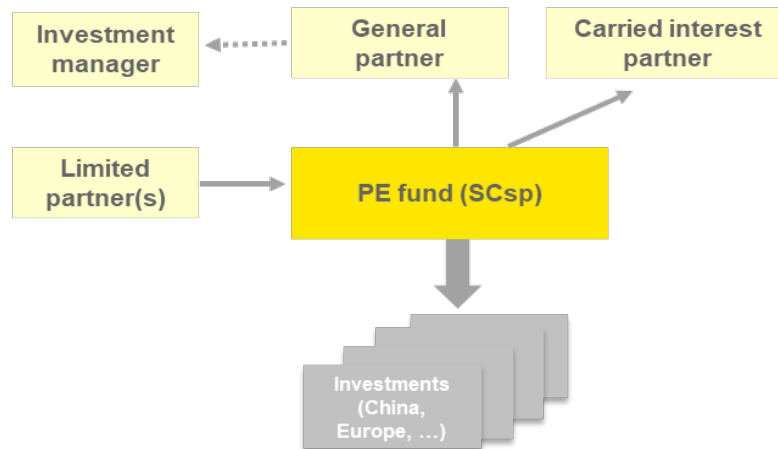 Investment
manager
General
partner
Carried interest
partner
Limited
partner(s)
PE fund (SCsp)
Investments
(China,
Europe, ...)